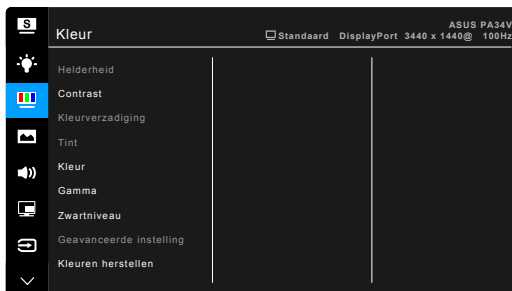 S
Kleur
ASUS PA34V
Standaard DisplayPort 3440 x 1440@ 100Hz
Helderheid
Contrast
Kleurverzadiging
Tint
Kleur
Gamma
Zwartniveau
Geavanceerde instelling
Kleuren herstellen